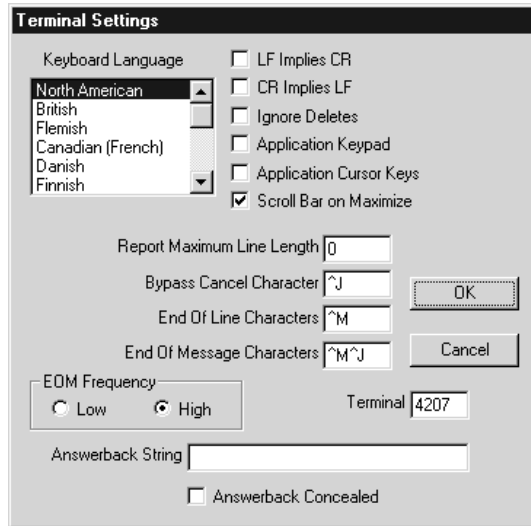 Terminal Settings
Keyboard Language
North American
British
Flemish
Canadian (French)
Danish
Finnish
LF Implies CR
CR Implies LF
Ignore Deletes
Application Keypad
Application Cursor Keys
Scroll Bar on Maximize
Report Maximum Line Length 0
Bypass Cancel Character ^J
End Of Line Characters ^M
End Of Message Characters ^M^J
OK
Cancel
EOM Frequency
Low High
Terminal 4207
Answerback String
Answerback Concealed